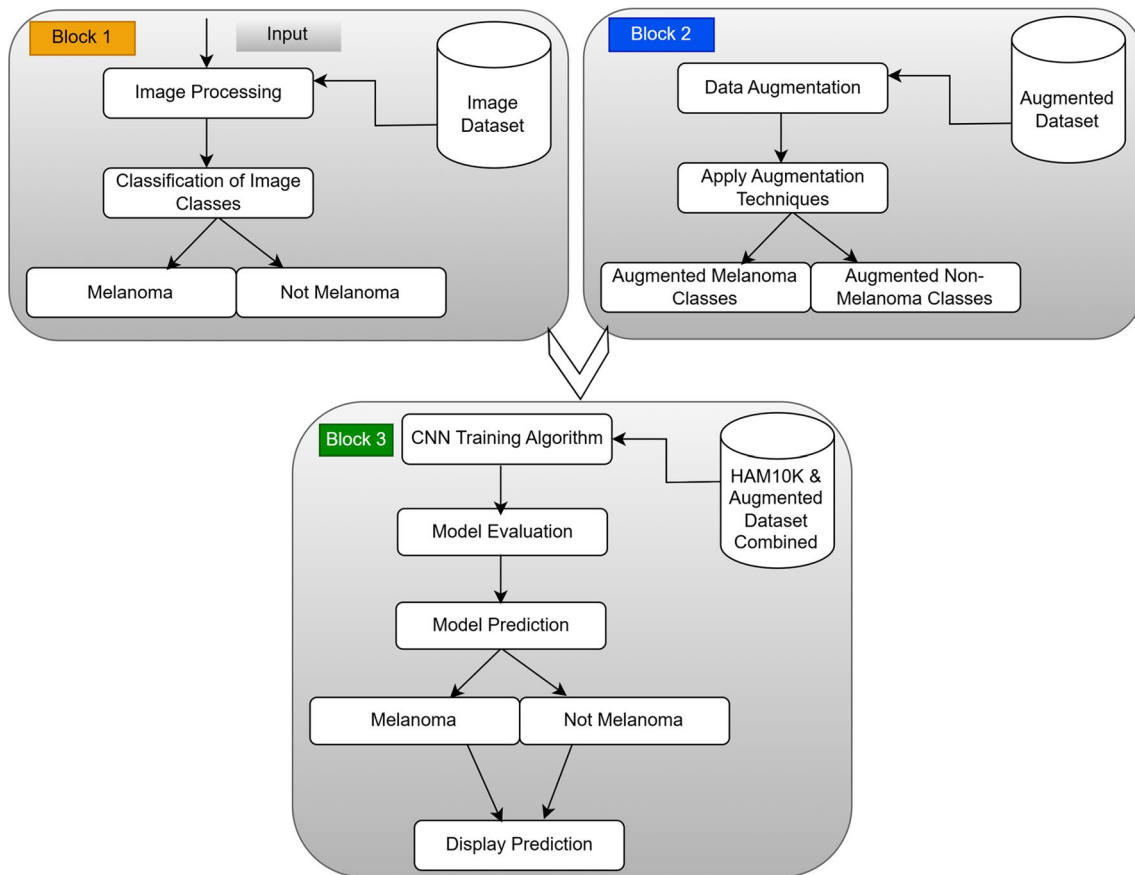 Block 1
Input
Image Processing
Image
Dataset
Classification of Image
Classes
Melanoma
Not Melanoma
Block 2
Data Augmentation
Augmented
Dataset
Apply Augmentation
Techniques
Augmented Melanoma
Classes
Augmented Non-
Melanoma Classes
Block 3
CNN Training Algorithm
HAM10K &
Augmented
Dataset
Combined
Model Evaluation
Model Prediction
Melanoma
Not Melanoma
Display Prediction